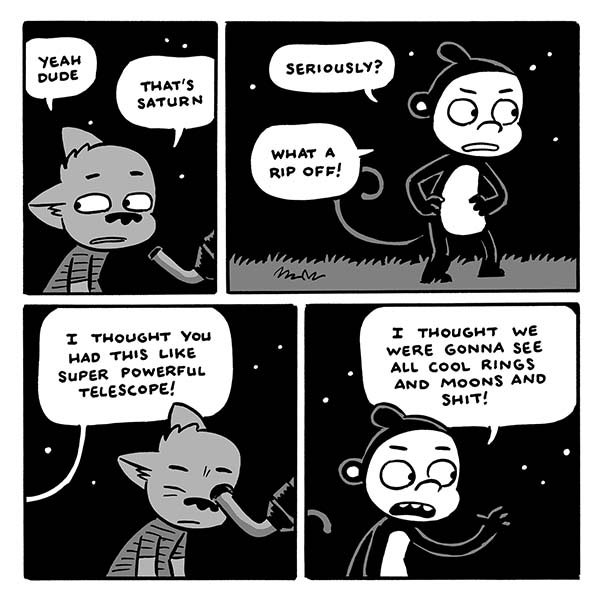 YEAH
DUDE
THAT'S
SATURN
SERIOUSLY?
WHAT A
RIP OFF!
I THOUGHT YOU
HAD THIS LIKE
SUPER POWERFUL
TELESCOPE!
I THOUGHT WE
WERE GONNA SEE
ALL COOL RINGS
AND MOONS AND
SHIT!